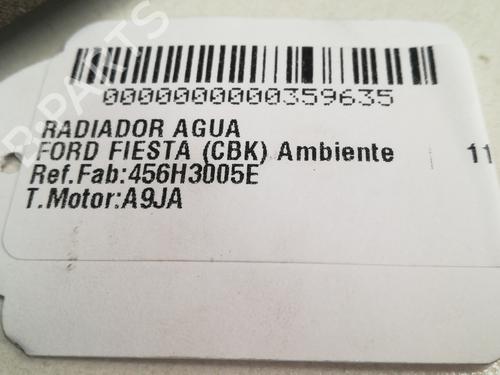 0000000000359635
RADIADOR AGUA
FORD FIESTA (CBK) Ambiente 11
Ref.Fab:456H3005E
T.Motor:A9JA